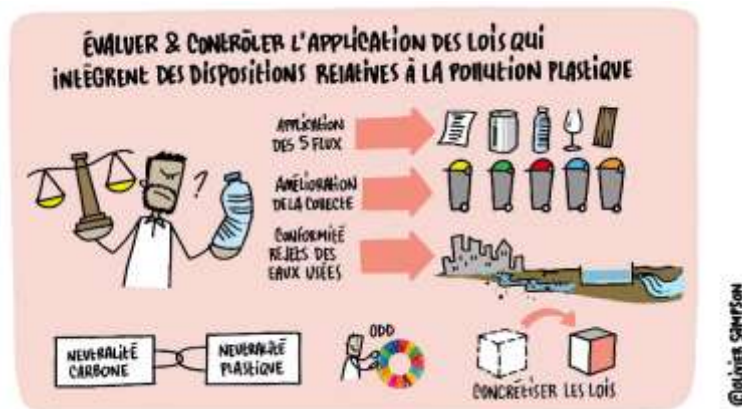 ÉVALUER & CONTRÔLER L'APPLICATION DES LOIS QUI
INTÈGRENT DES DISPOSITIONS RELATIVES À LA POLLUTION PLASTIQUE
APPLICATION
DES 5 FLUX
?
AMÉLIORATION
DE LA COLLECTE
CONFORMITÉ
REJETS DES
EAUX USÉES
NEUTRALITÉ
CARBONE
NEUTRALITÉ
PLASTIQUE
ODD
CONCRÉTISER LES LOIS
©OLIVIER SAMPSON